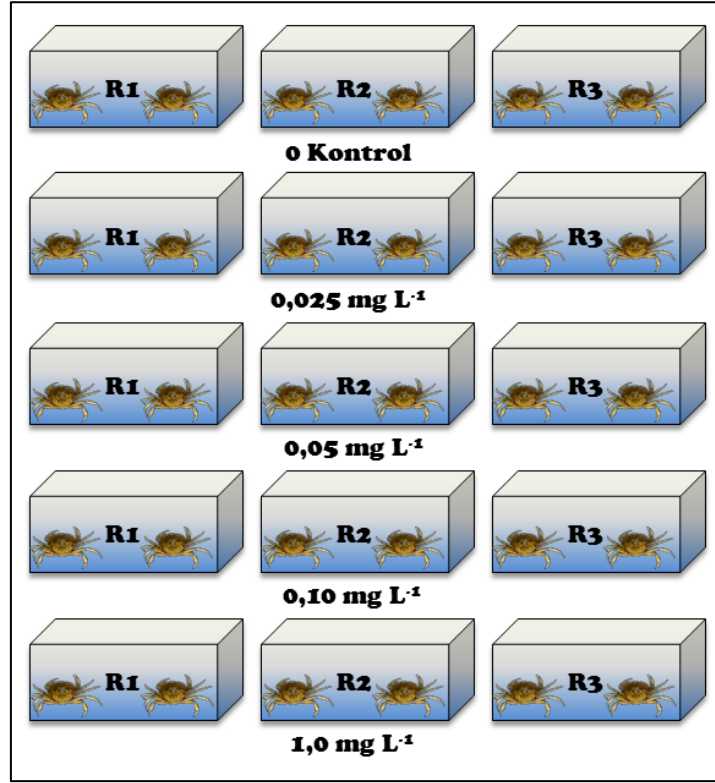 R1 R2 R3
0 Kontrol
R1 R2 R3
0,025 mg L⁻¹
R1 R2 R3
0,05 mg L⁻¹
R1 R2 R3
0,10 mg L⁻¹
R1 R2 R3
1,0 mg L⁻¹